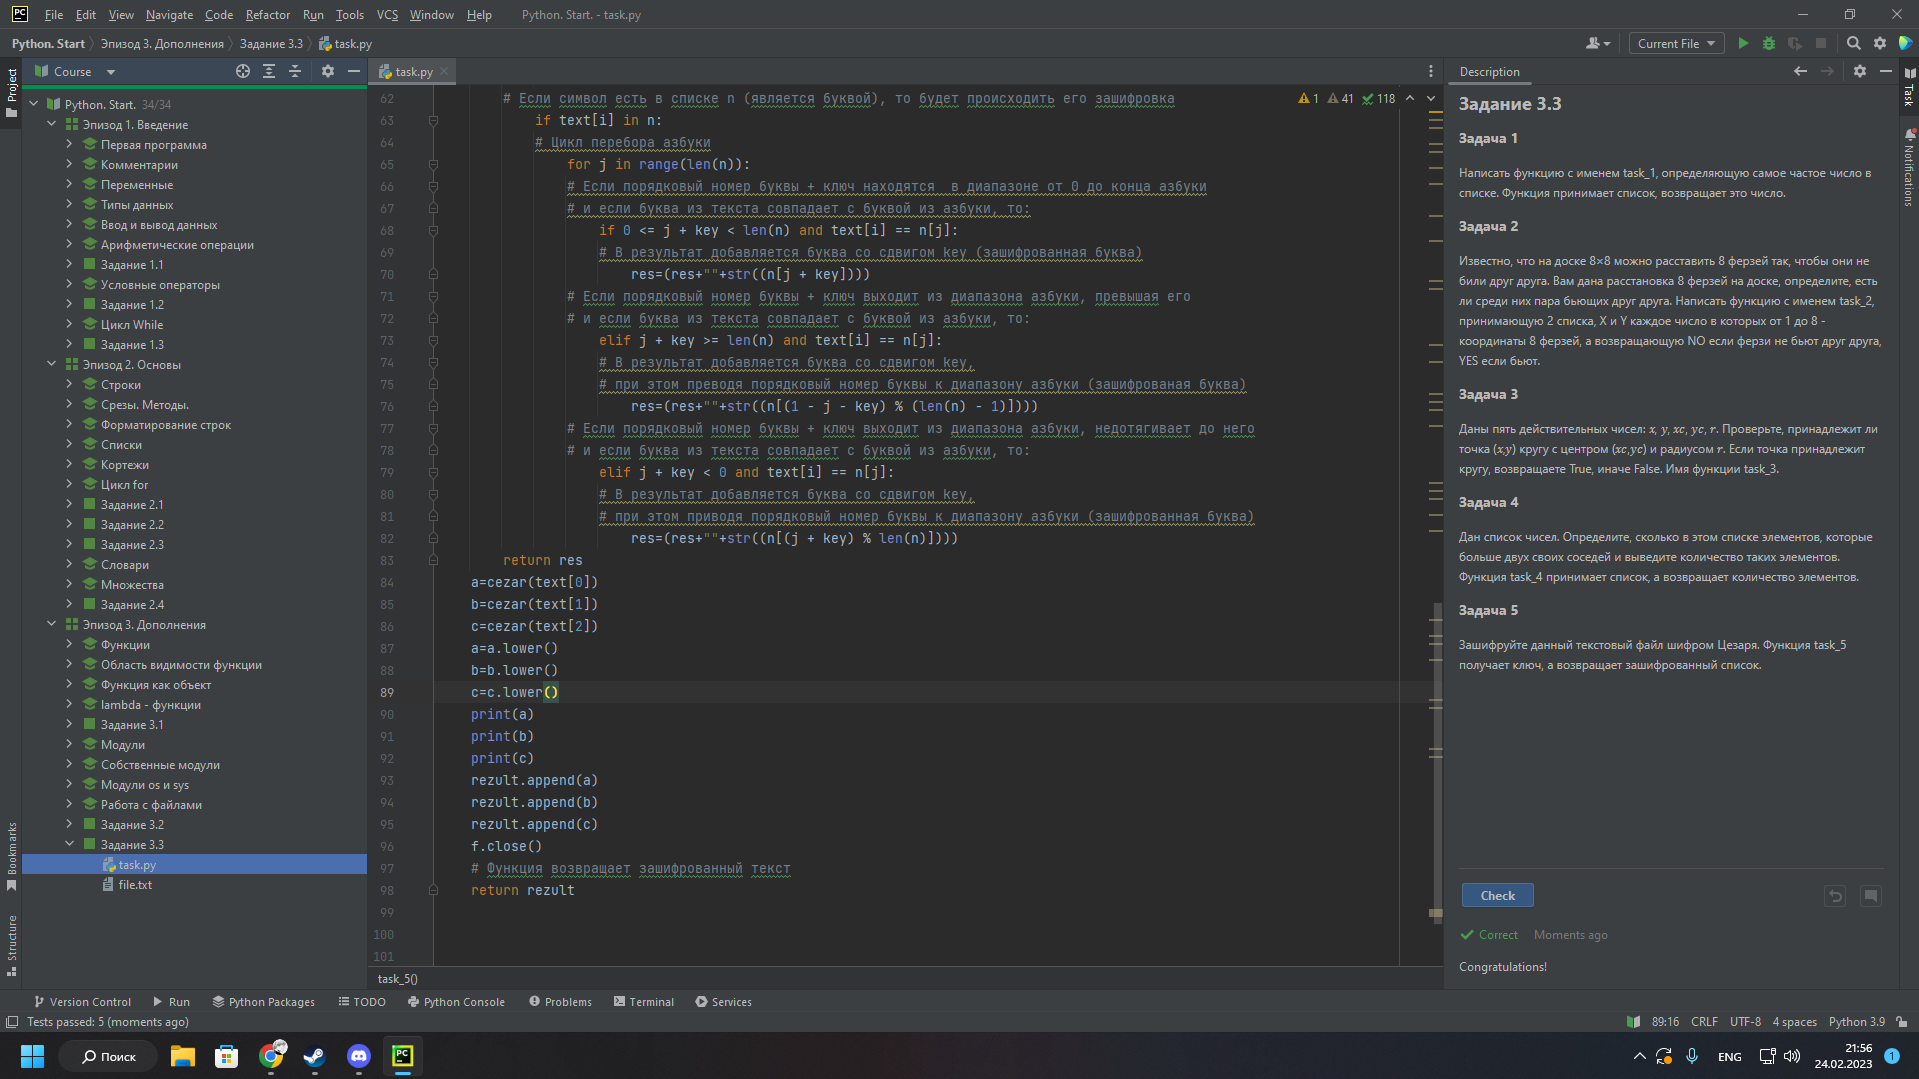 PC File Edit View Navigate Code Refactor Run Tools VCS Window Help Python. Start. - task.py
Python. Start Эпизод 3. Дополнения Задание 3.3 task.py Current File
Project
Course
Python. Start. 34/34
Эпизод 1. Введение
Первая программа
Комментарии
Переменные
Типы данных
Ввод и вывод данных
Арифметические операции
Задание 1.1
Условные операторы
Задание 1.2
Цикл While
Задание 1.3
Эпизод 2. Основы
Строки
Срезы. Методы.
Форматирование строк
Списки
Кортежи
Цикл for
Задание 2.1
Задание 2.2
Задание 2.3
Словари
Множества
Задание 2.4
Эпизод 3. Дополнения
Функции
Область видимости функции
Функция как объект
lambda - функции
Задание 3.1
Модули
Собственные модули
Модули os и sys
Работа с файлами
Задание 3.2
Задание 3.3
task.py
file.txt
Bookmarks
Structure
task.py
1 41 118
62 # Если символ есть в списке n (является буквой), то будет происходить его зашифровка
63 if text[i] in n:
64 # Цикл перебора азбуки
65 for j in range(len(n)):
66 # Если порядковый номер буквы + ключ находятся  в диапазоне от 0 до конца азбуки
67 # и если буква из текста совпадает с буквой из азбуки, то:
68 if 0 <= j + key < len(n) and text[i] == n[j]:
69 # В результат добавляется буква со сдвигом key (зашифрованная буква)
70 res=(res+""+str((n[j + key])))
71 # Если порядковый номер буквы + ключ выходит из диапазона азбуки, превышая его
72 # и если буква из текста совпадает с буквой из азбуки, то:
73 elif j + key >= len(n) and text[i] == n[j]:
74 # В результат добавляется буква со сдвигом key,
75 # при этом преводя порядковый номер буквы к диапазону азбуки (зашифрованая буква)
76 res=(res+""+str((n[(1 - j - key) % (len(n) - 1)])))
77 # Если порядковый номер буквы + ключ выходит из диапазона азбуки, недотягивает до него
78 # и если буква из текста совпадает с буквой из азбуки, то:
79 elif j + key < 0 and text[i] == n[j]:
80 # В результат добавляется буква со сдвигом key,
81 # при этом приводя порядковый номер буквы к диапазону азбуки (зашифрованная буква)
82 res=(res+""+str((n[(j + key) % len(n)])))
83 return res
84 a=cezar(text[0])
85 b=cezar(text[1])
86 c=cezar(text[2])
87 a=a.lower()
88 b=b.lower()
89 c=c.lower()
90 print(a)
91 print(b)
92 print(c)
93 rezult.append(a)
94 rezult.append(b)
95 rezult.append(c)
96 f.close()
97 # Функция возвращает зашифрованный текст
98 return rezult
99
100
101
task_5()
Description
Задание 3.3
Задача 1
Написать функцию с именем task_1, определяющую самое частое число в
списке. Функция принимает список, возвращает это число.
Задача 2
Известно, что на доске 8×8 можно расставить 8 ферзей так, чтобы они не
били друг друга. Вам дана расстановка 8 ферзей на доске, определите, есть
ли среди них пара бьющих друг друга. Написать функцию с именем task_2,
принимающую 2 списка, X и Y каждое число в которых от 1 до 8 -
координаты 8 ферзей, а возвращающую NO если ферзи не бьют друг друга,
YES если бьют.
Задача 3
Даны пять действительных чисел: x, y, xc, yc, r. Проверьте, принадлежит ли
точка (x,y) кругу с центром (xc,yc) и радиусом r. Если точка принадлежит
кругу, возвращаете True, иначе False. Имя функции task_3.
Задача 4
Дан список чисел. Определите, сколько в этом списке элементов, которые
больше двух своих соседей и выведите количество таких элементов.
Функция task_4 принимает список, а возвращает количество элементов.
Задача 5
Зашифруйте данный текстовый файл шифром Цезаря. Функция task_5
получает ключ, а возвращает зашифрованный список.
Check
Correct Moments ago
Congratulations!
Task
Notifications
Version Control Run Python Packages TODO Python Console Problems Terminal Services
Tests passed: 5 (moments ago) 89:16 CRLF UTF-8 4 spaces Python 3.9
Поиск PC ENG 21:56
24.02.2023 1